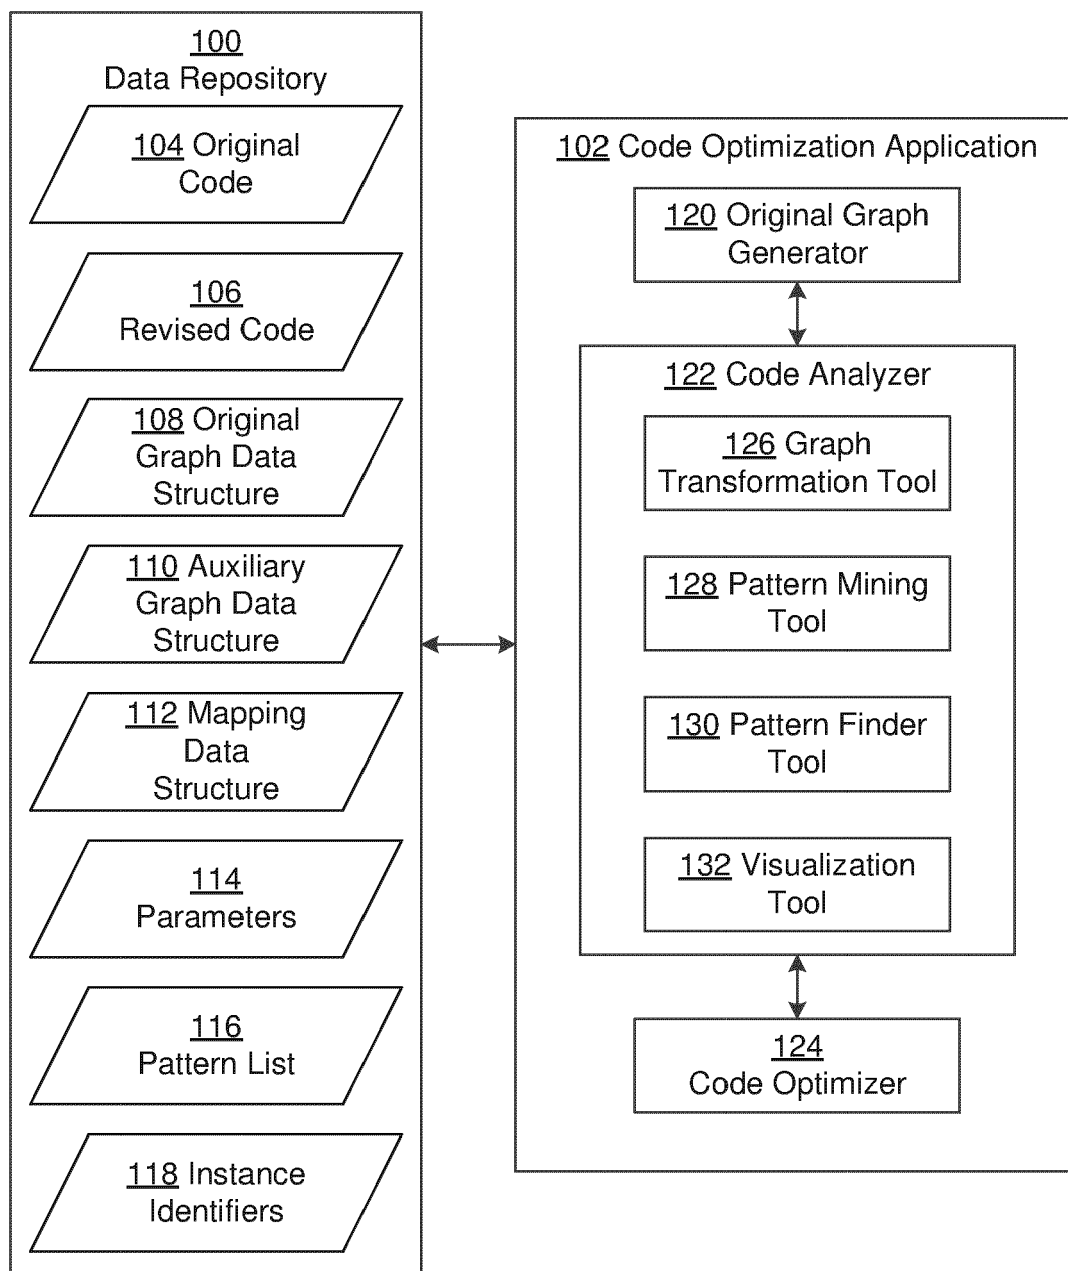 100
Data Repository
104 Original
Code
106
Revised Code
108 Original
Graph Data
Structure
110 Auxiliary
Graph Data
Structure
112 Mapping
Data
Structure
114
Parameters
116
Pattern List
118 Instance
Identifiers
102 Code Optimization Application
120 Original Graph
Generator
122 Code Analyzer
126 Graph
Transformation Tool
128 Pattern Mining
Tool
130 Pattern Finder
Tool
132 Visualization
Tool
124
Code Optimizer